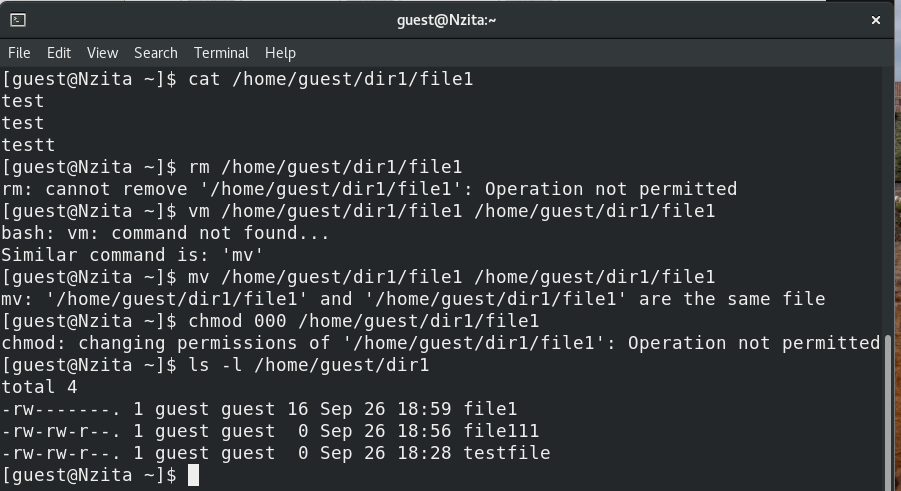 guest@Nzita:~
File Edit View Search Terminal Help
[guest@Nzita ~]$ cat /home/guest/dir1/file1
test
test
testt
[guest@Nzita ~]$ rm /home/guest/dir1/file1
rm: cannot remove '/home/guest/dir1/file1': Operation not permitted
[guest@Nzita ~]$ vm /home/guest/dir1/file1 /home/guest/dir1/file1
bash: vm: command not found...
Similar command is: 'mv'
[guest@Nzita ~]$ mv /home/guest/dir1/file1 /home/guest/dir1/file1
mv: '/home/guest/dir1/file1' and '/home/guest/dir1/file1' are the same file
[guest@Nzita ~]$ chmod 000 /home/guest/dir1/file1
chmod: changing permissions of '/home/guest/dir1/file1': Operation not permitted
[guest@Nzita ~]$ ls -l /home/guest/dir1
total 4
-rw-------. 1 guest guest 16 Sep 26 18:59 file1
-rw-rw-r--. 1 guest guest  0 Sep 26 18:56 file111
-rw-rw-r--. 1 guest guest  0 Sep 26 18:28 testfile
[guest@Nzita ~]$